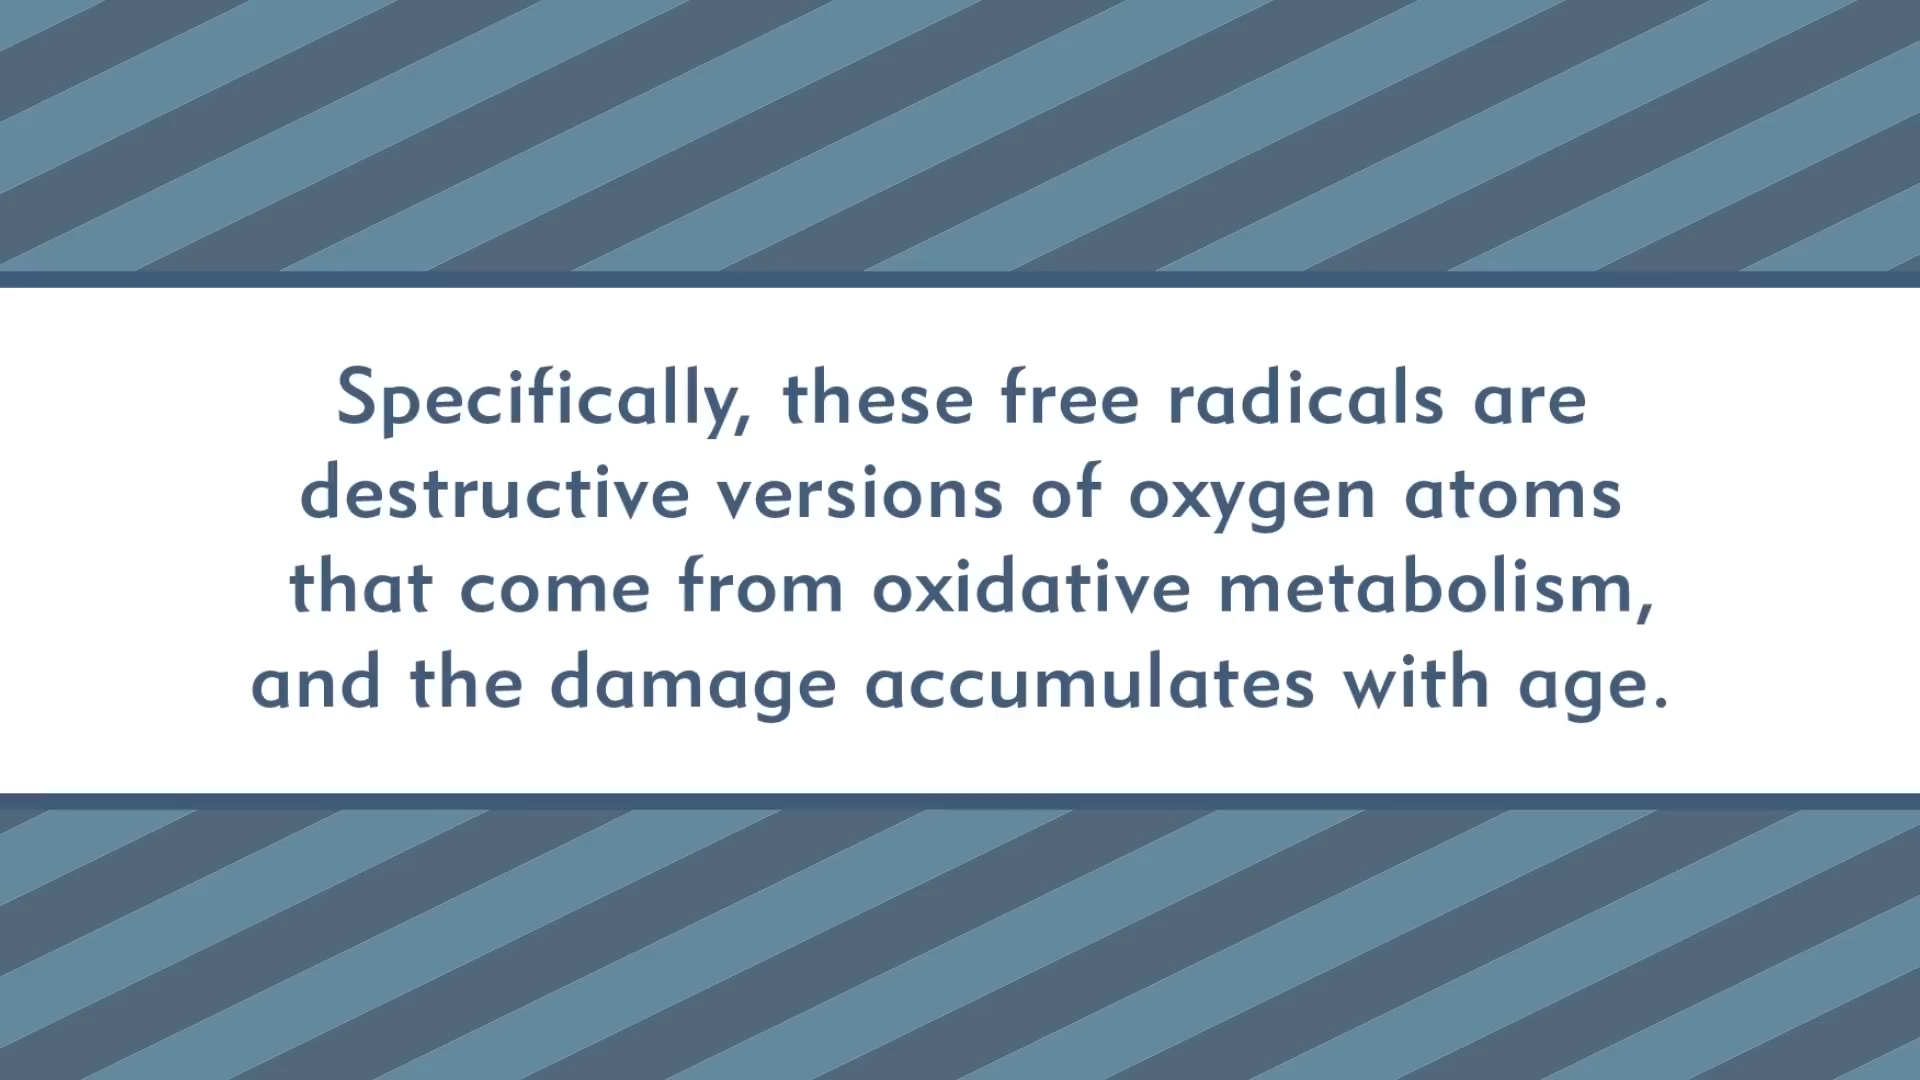 Specifically, these free radicals are
destructive versions of oxygen atoms
that come from oxidative metabolism,
and the damage accumulates with age.